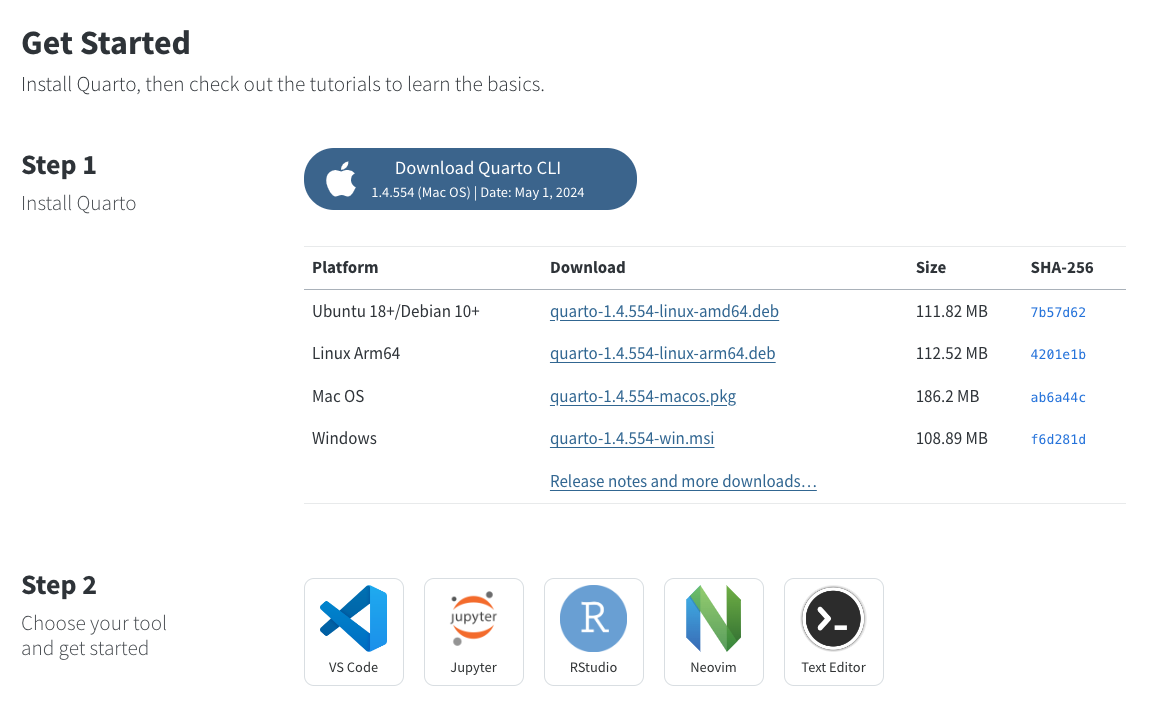 Get Started
Install Quarto, then check out the tutorials to learn the basics.
Step 1
Install Quarto
Download Quarto CLI
1.4.554 (Mac OS) | Date: May 1, 2024
Platform Download Size SHA-256
Ubuntu 18+/Debian 10+ quarto-1.4.554-linux-amd64.deb 111.82 MB 7b57d62
Linux Arm64 quarto-1.4.554-linux-arm64.deb 112.52 MB 4201e1b
Mac OS quarto-1.4.554-macos.pkg 186.2 MB ab6a44c
Windows quarto-1.4.554-win.msi 108.89 MB f6d281d
Release notes and more downloads…
Step 2
Choose your tool
and get started
jupyter
R
VS Code Jupyter RStudio Neovim Text Editor